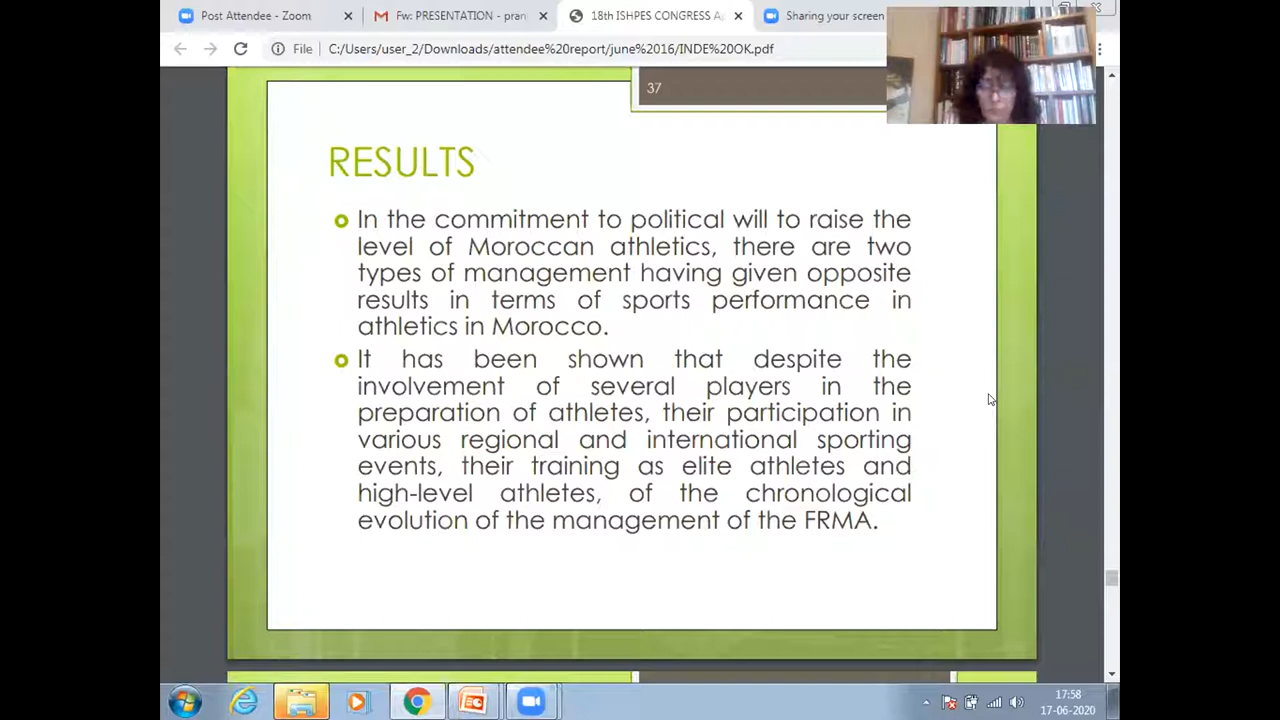 Post Attendee - Zoom
Fw: PRESENTATION - pran
18th ISHPES CONGRESS A
Sharing your screen
File
C:/Users/user_2/Downloads/attendee%20report/june%2016/INDE%20OK.pdf
37
RESULTS
In the commitment to political will to raise the
level of Moroccan athletics, there are two
types of management having given opposite
results in terms of sports performance in
athletics in Morocco.
It has been shown that despite the
involvement of several players in the
preparation of athletes, their participation in
various regional and international sporting
events, their training as elite athletes and
high-level athletes, of the chronological
evolution of the management of the FRMA.
17:58
17-06-2020